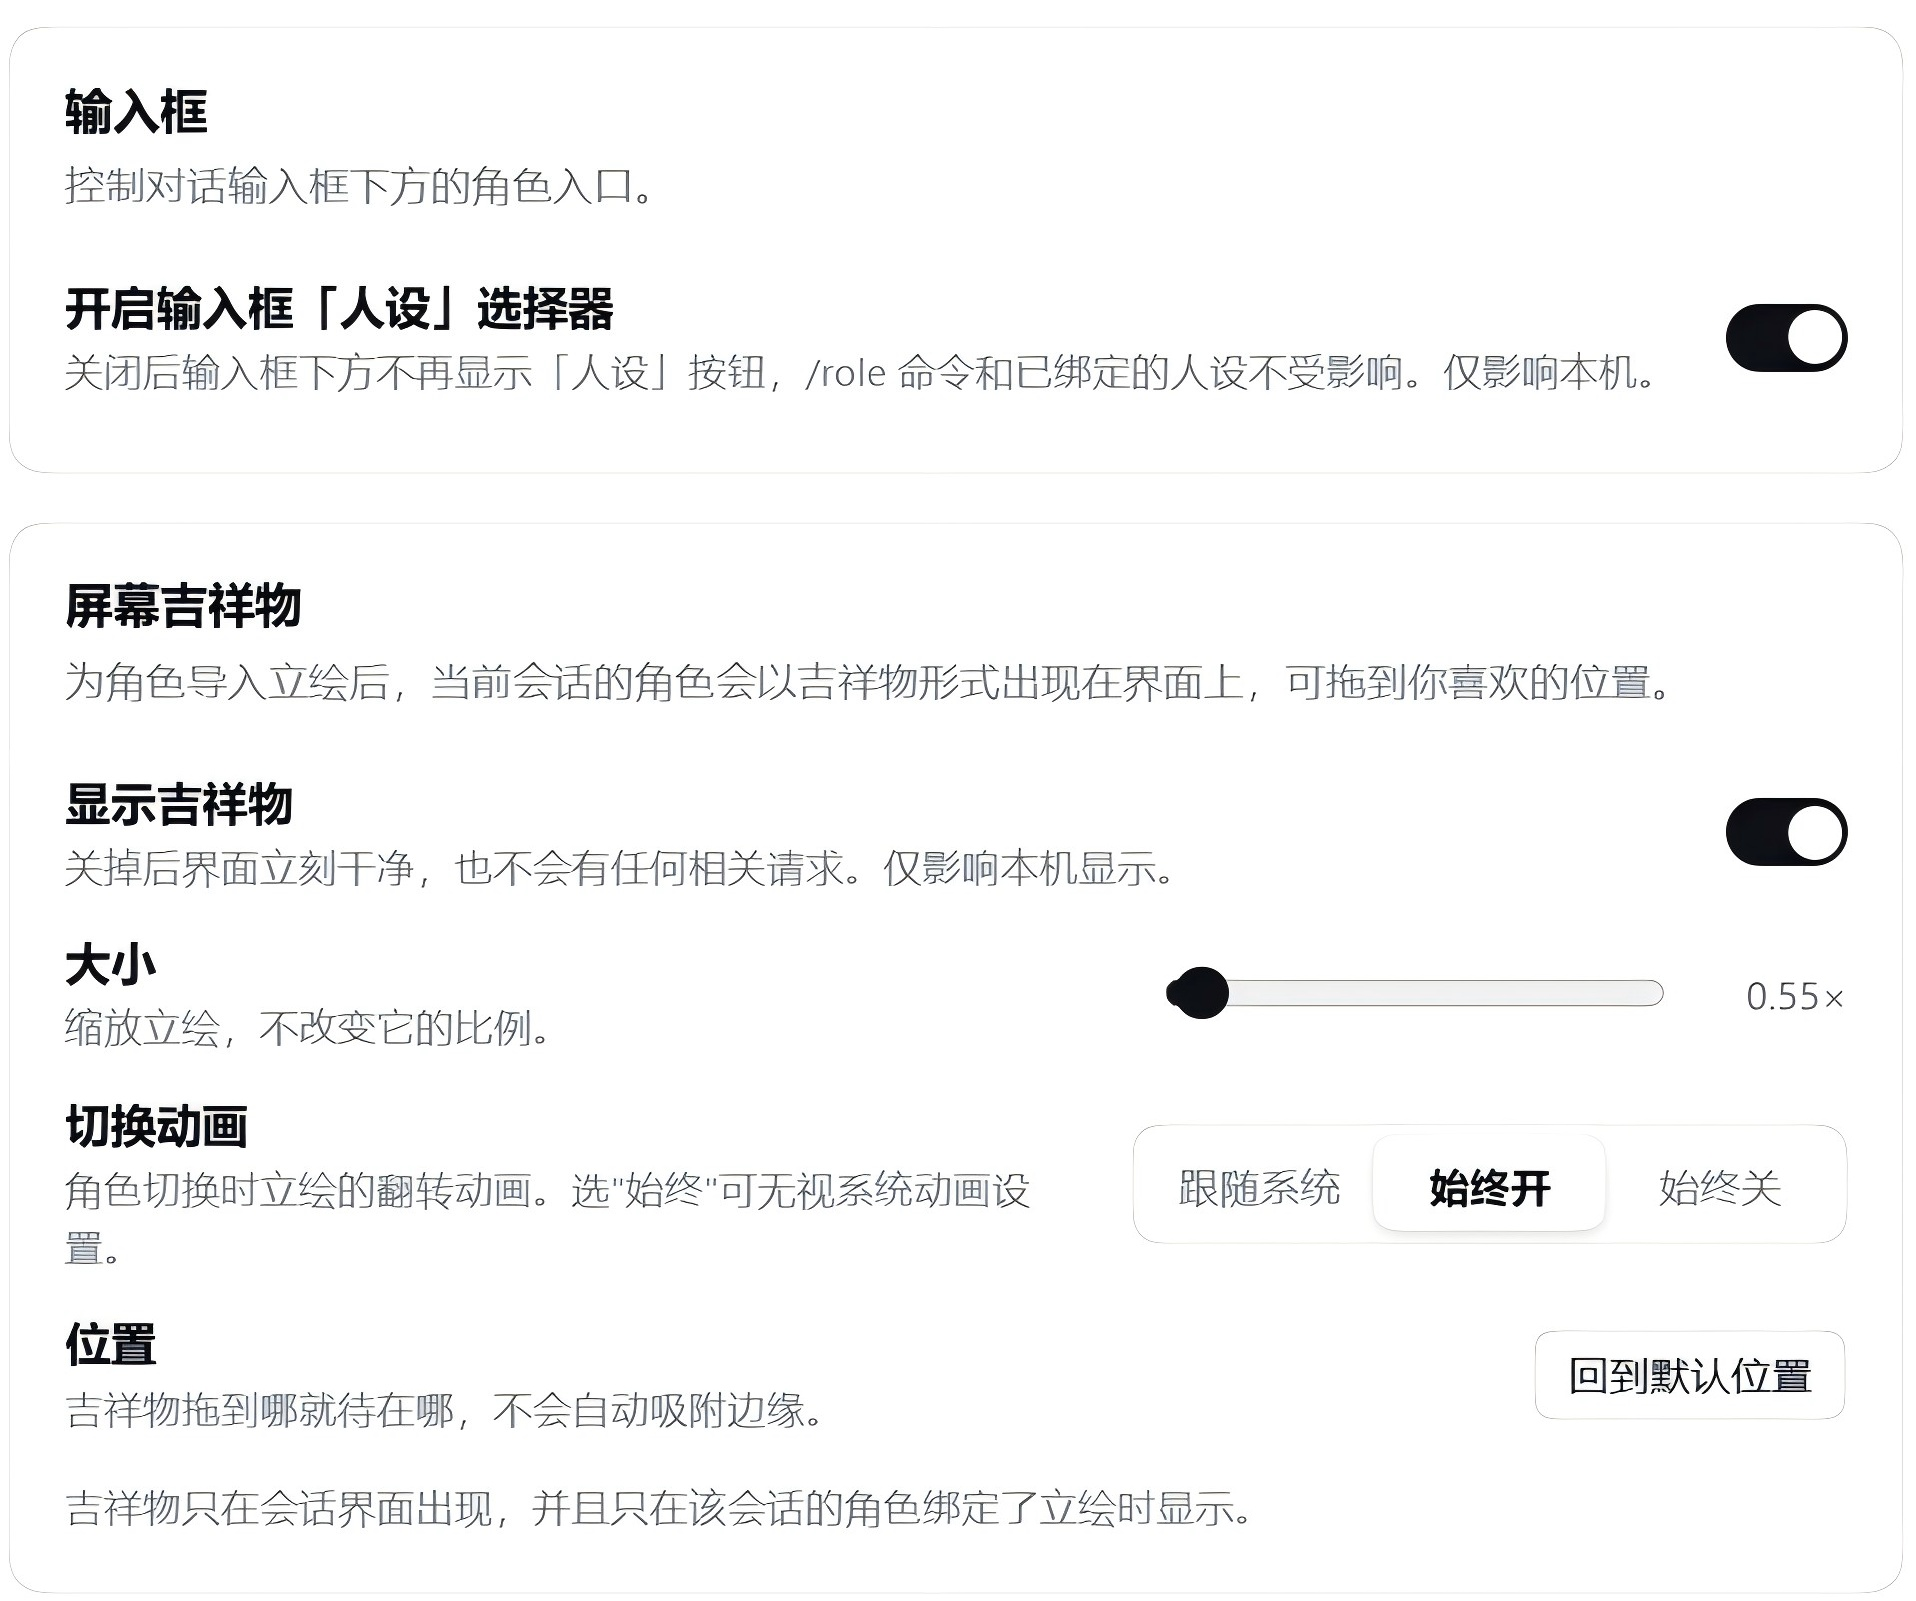 输入框
控制对话输入框下方的角色入口。
开启输入框「人设」选择器
关闭后输入框下方不再显示「人设」按钮，/role 命令和已绑定的人设不受影响。仅影响本机。
屏幕吉祥物
为角色导入立绘后，当前会话的角色会以吉祥物形式出现在界面上，可拖到你喜欢的位置。
显示吉祥物
关掉后界面立刻干净，也不会有任何相关请求。仅影响本机显示。
大小
缩放立绘，不改变它的比例。
0.55×
切换动画
角色切换时立绘的翻转动画。选"始终"可无视系统动画设
置。
跟随系统 始终开 始终关
位置
吉祥物拖到哪就待在哪，不会自动吸附边缘。
回到默认位置
吉祥物只在会话界面出现，并且只在该会话的角色绑定了立绘时显示。